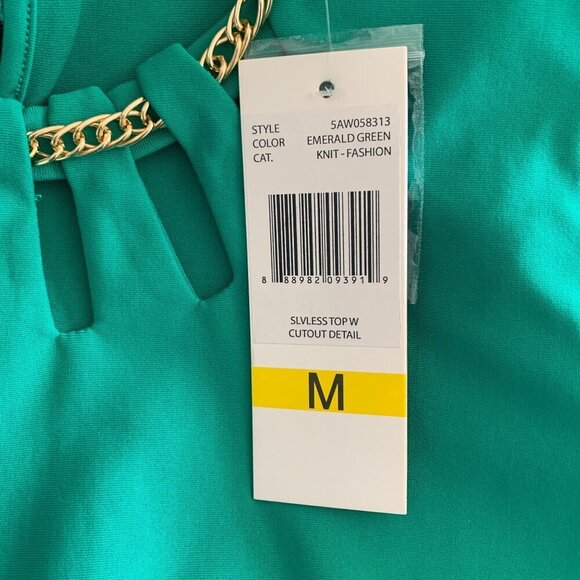 STYLE 5AW058313
COLOR EMERALD GREEN
CAT. KNIT - FASHION
8 88982 09391 9
SLVLESS TOP W
CUTOUT DETAIL
M